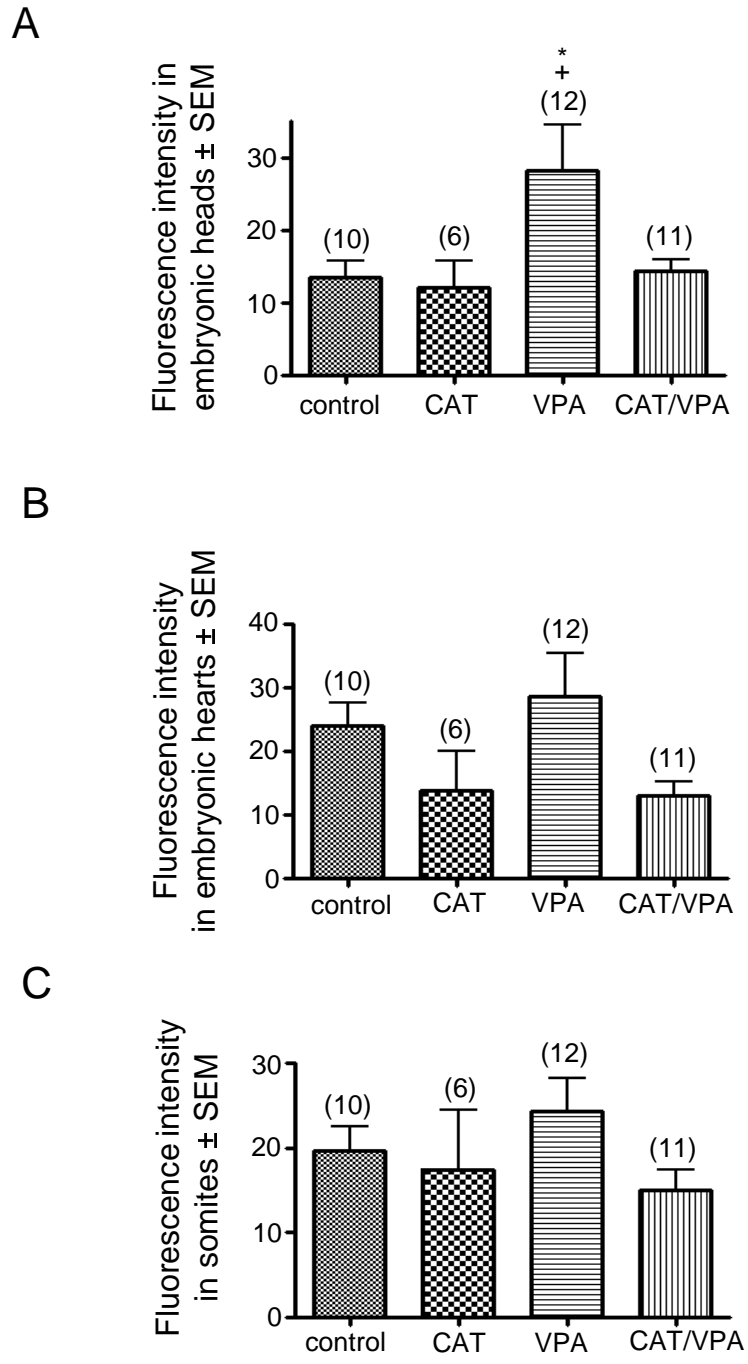 A
Fluorescence intensity in
embryonic heads ± SEM
*
+
(12)
(10)
(6)
(11)
30
20
10
0
control
CAT
VPA
CAT/VPA
B
Fluorescence intensity
in embryonic hearts ± SEM
(10)
(6)
(12)
(11)
40
30
20
10
0
control
CAT
VPA
CAT/VPA
C
Fluorescence intensity
in somites ± SEM
(10)
(6)
(12)
(11)
30
20
10
0
control
CAT
VPA
CAT/VPA